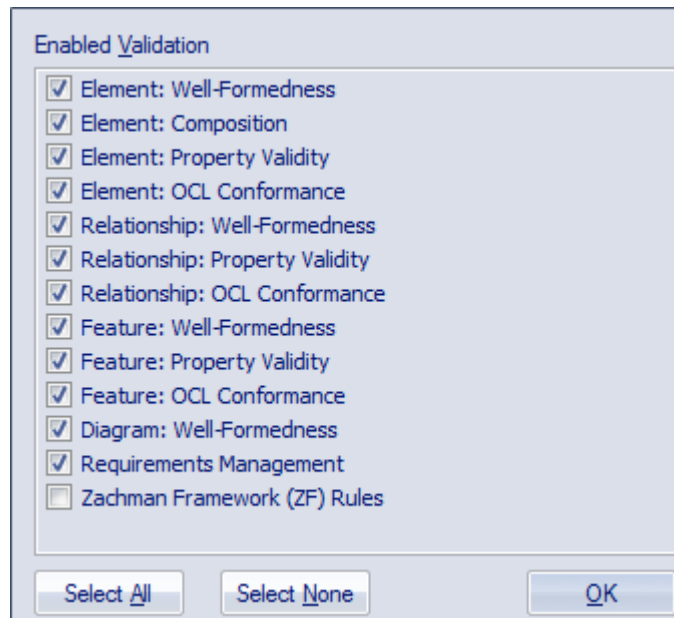 Enabled Validation
Element: Well-Formedness
Element: Composition
Element: Property Validity
Element: OCL Conformance
Relationship: Well-Formedness
Relationship: Property Validity
Relationship: OCL Conformance
Feature: Well-Formedness
Feature: Property Validity
Feature: OCL Conformance
Diagram: Well-Formedness
Requirements Management
Zachman Framework (ZF) Rules
Select All Select None OK